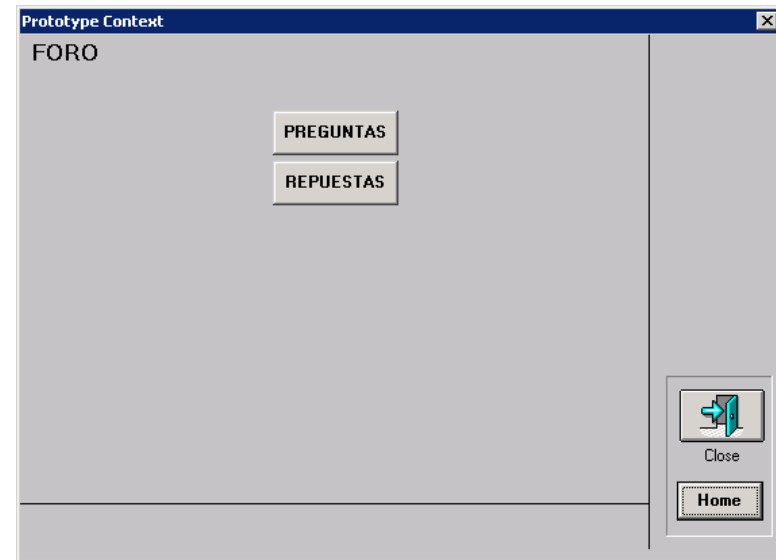 Prototype Context
FORO
PREGUNTAS
REPUESTAS
Close
Home